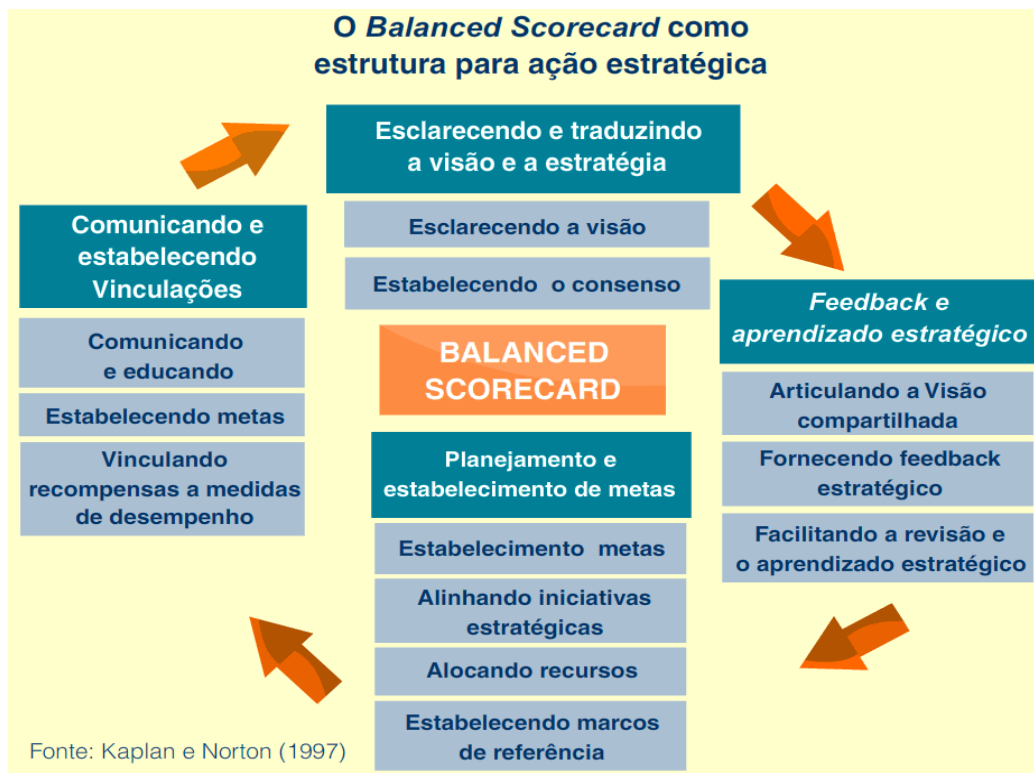 O Balanced Scorecard como
estrutura para ação estratégica
Esclarecendo e traduzindo
a visão e a estratégia
Esclarecendo a visão
Estabelecendo o consenso
Comunicando e
estabelecendo
Vinculações
Comunicando
e educando
Estabelecendo metas
Vinculando
recompensas a medidas
de desempenho
BALANCED
SCORECARD
Feedback e
aprendizado estratégico
Articulando a Visão
compartilhada
Fornecendo feedback
estratégico
Facilitando a revisão e
o aprendizado estratégico
Planejamento e
estabelecimento de metas
Estabelecimento metas
Alinhando iniciativas
estratégicas
Alocando recursos
Estabelecendo marcos
de referência
Fonte: Kaplan e Norton (1997)